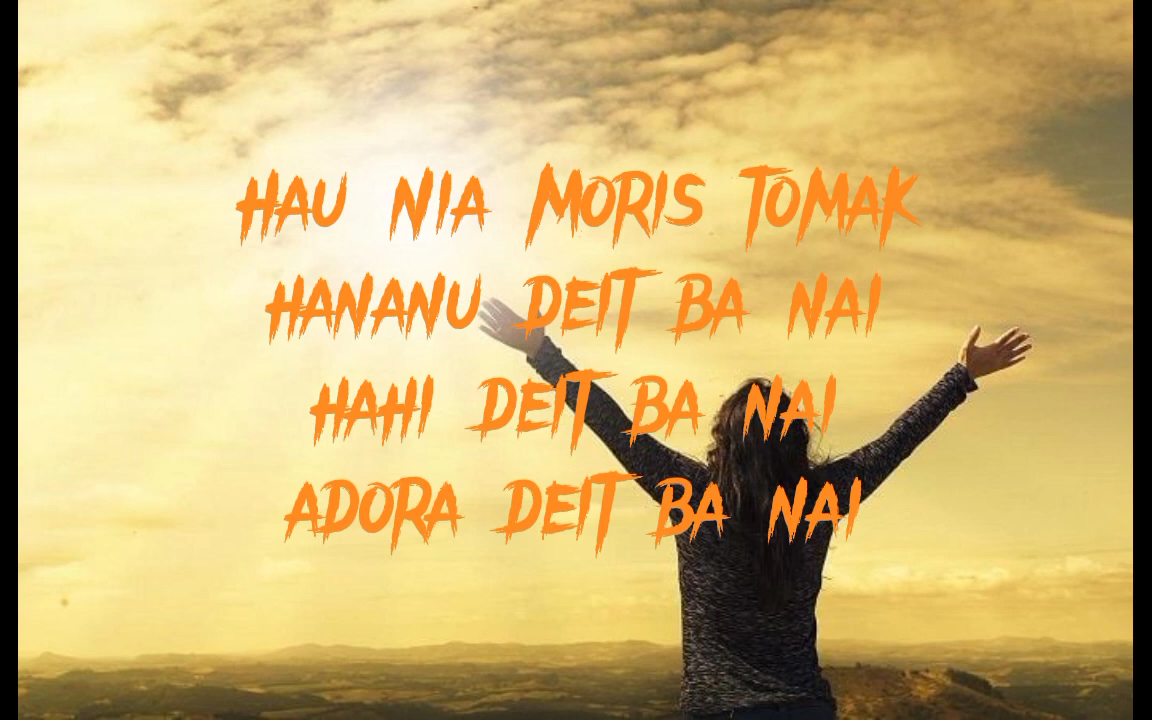 HAU NIA MORIS TOMAK
HANANU DEIT BA NAI
HAHI DEIT BA NAI
ADORA DEIT BA NAI